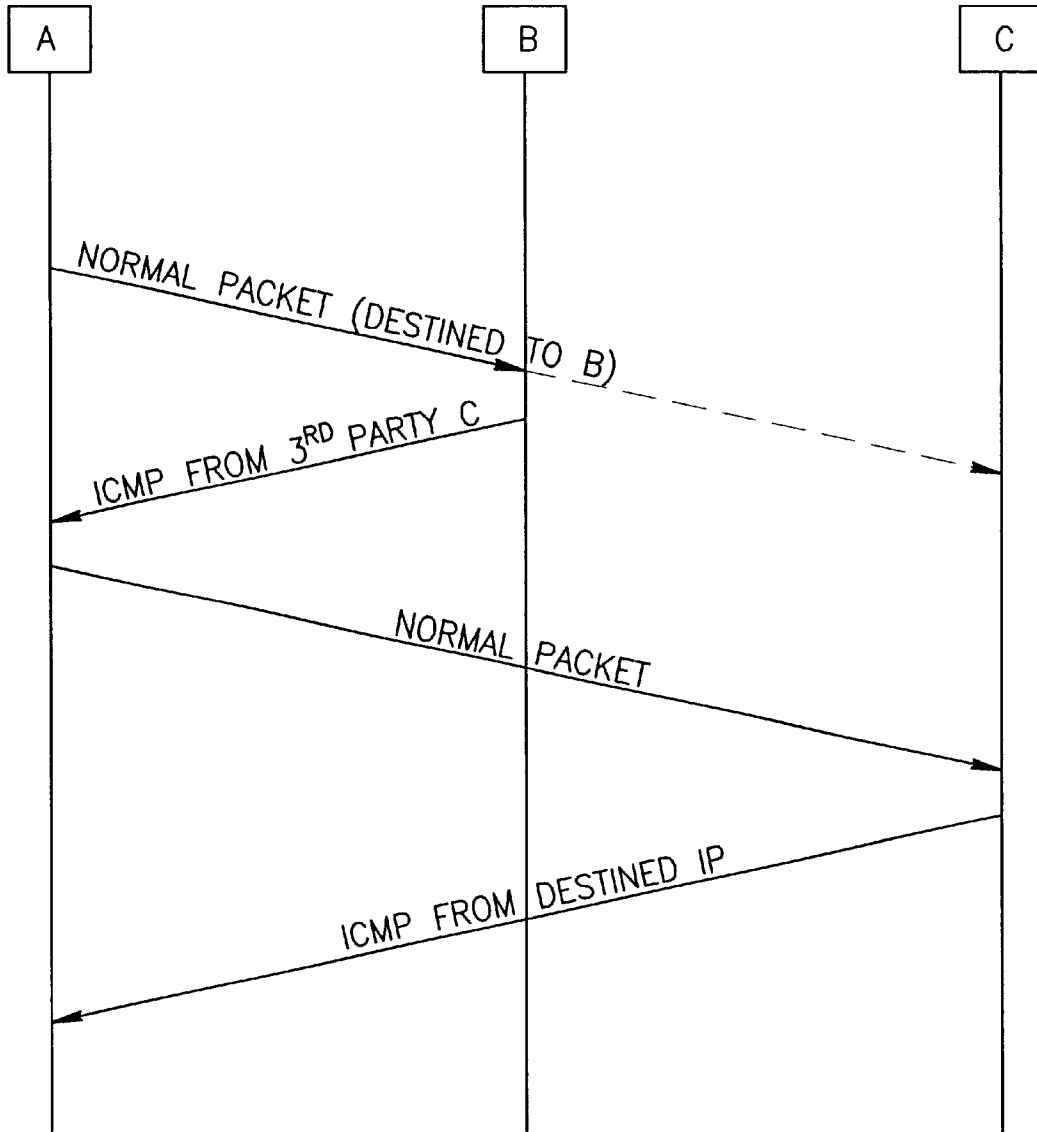 A
B
C
NORMAL PACKET (DESTINED TO B)
ICMP FROM 3RD PARTY C
NORMAL PACKET
ICMP FROM DESTINED IP